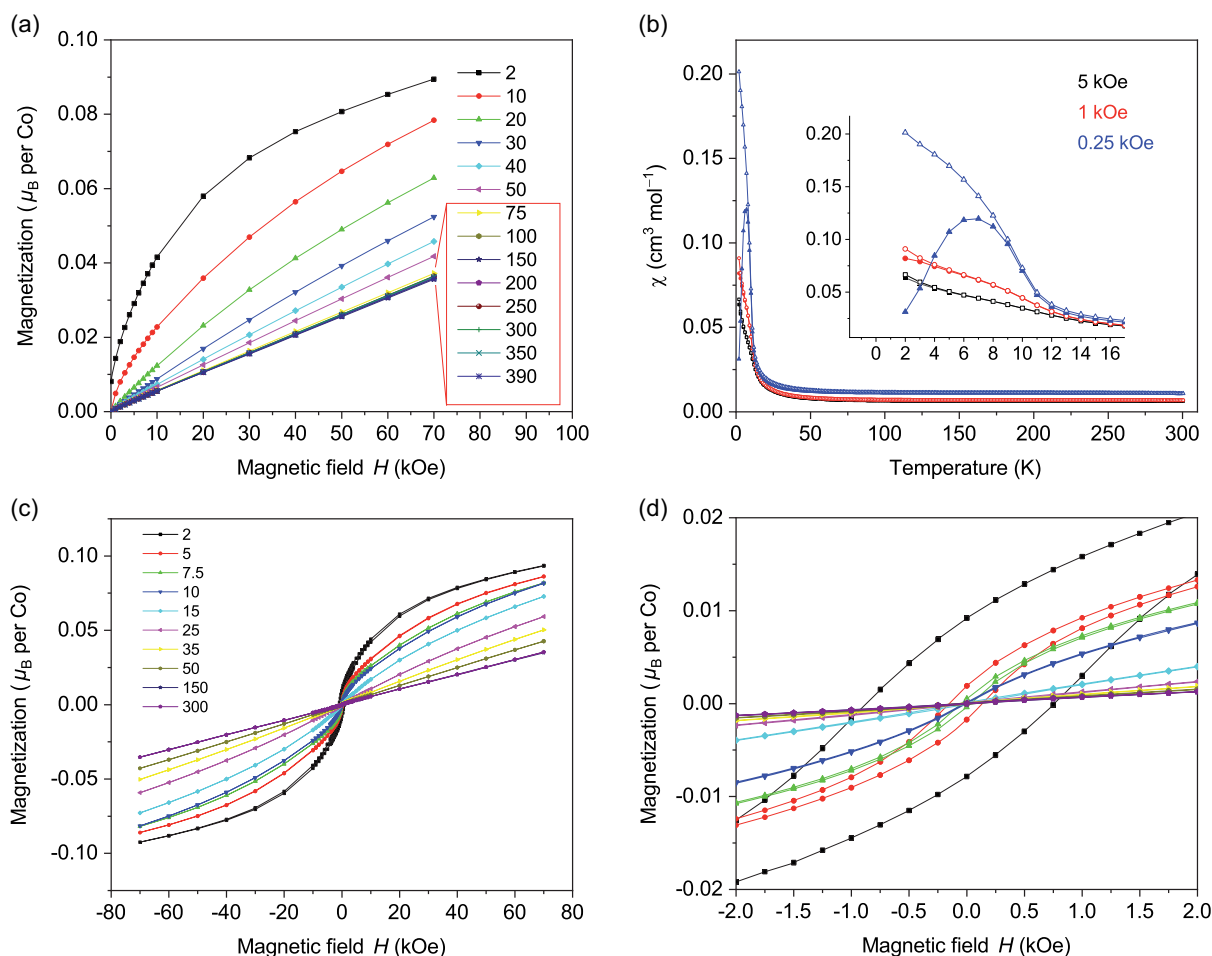 (a)
0.10
0.08
0.06
0.04
0.02
0.00
Magnetization ( μB per Co)
0 10 20 30 40 50 60 70 80 90 100
Magnetic field H (kOe)
2
10
20
30
40
50
75
100
150
200
250
300
350
390
(b)
0.20
0.15
0.10
0.05
0.00
χ (cm³ mol⁻¹)
0 50 100 150 200 250 300
Temperature (K)
5 kOe
1 kOe
0.25 kOe
0.20
0.15
0.10
0.05
0 2 4 6 8 10 12 14 16
(c)
0.10
0.05
0.00
-0.05
-0.10
Magnetization ( μB per Co)
-80 -60 -40 -20 0 20 40 60 80
Magnetic field H (kOe)
2
5
7.5
10
15
25
35
50
150
300
(d)
0.02
0.01
0.00
-0.01
-0.02
Magnetization ( μB per Co)
-2.0 -1.5 -1.0 -0.5 0.0 0.5 1.0 1.5 2.0
Magnetic field H (kOe)